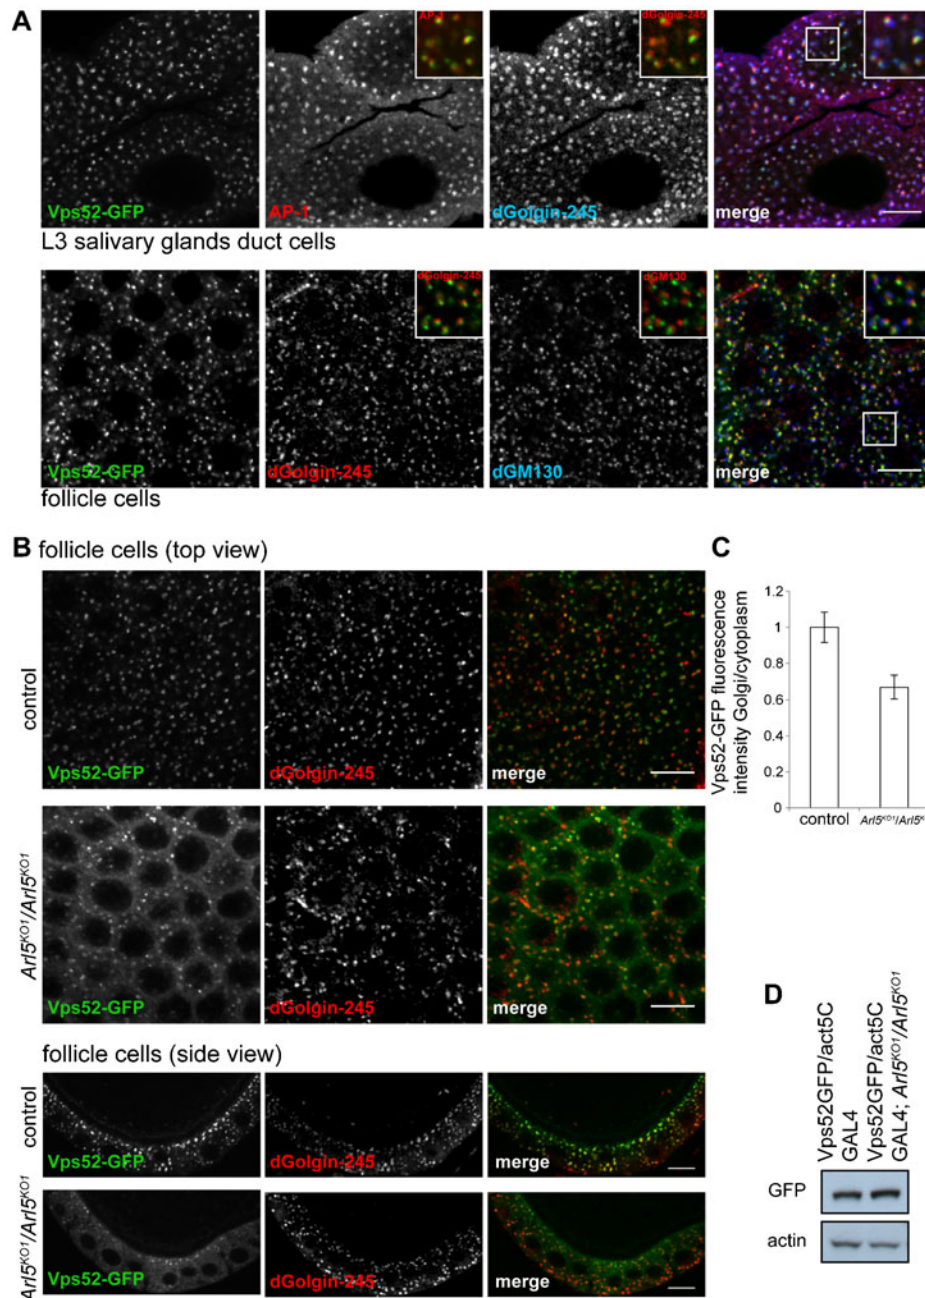 A
AP-1
dGolgin-245
Vps52-GFP
AP-1
dGolgin-245
merge
L3 salivary glands duct cells
dGolgin-245
dGM130
Vps52-GFP
dGolgin-245
dGM130
merge
follicle cells
B follicle cells (top view)
control
Vps52-GFP
dGolgin-245
merge
Arl5KO1/Arl5KO1
Vps52-GFP
dGolgin-245
merge
follicle cells (side view)
control
Vps52-GFP
dGolgin-245
merge
Arl5KO1/Arl5KO1
Vps52-GFP
dGolgin-245
merge
C
Vps52-GFP fluorescence
intensity Golgi/cytoplasm
1.2
1
0.8
0.6
0.4
0.2
0
control
Arl5KO1/Arl5K
D
Vps52GFP/act5C
GAL4
Vps52GFP/act5C
GAL4; Arl5KO1/Arl5KO1
GFP
actin